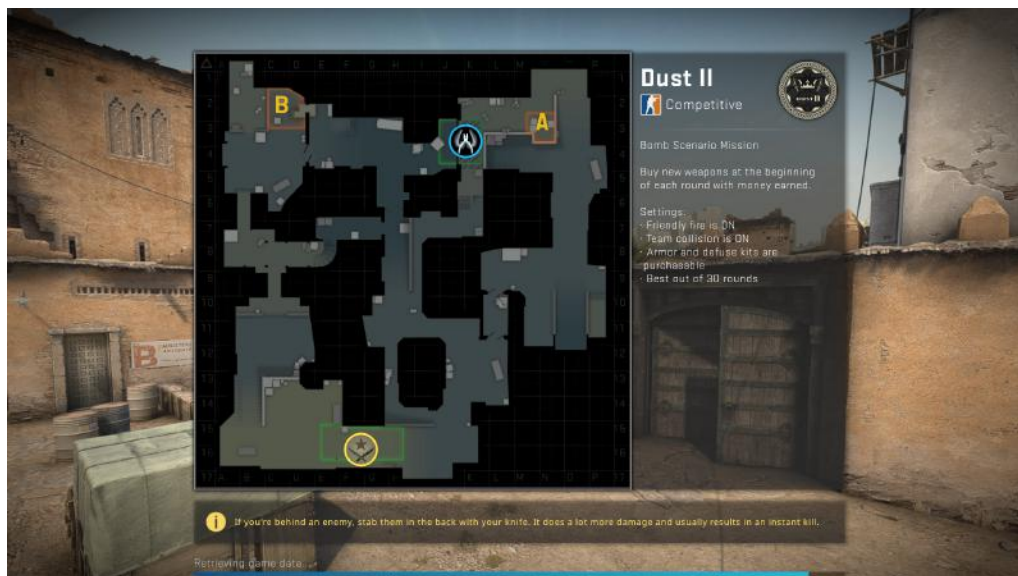 Dust II
Competitive
DUST II
Bomb Scenario Mission
Buy new weapons at the beginning
of each round with money earned.
Settings:
· Friendly fire is ON
· Team collision is ON
· Armor and defuse kits are
purchasable
· Best out of 30 rounds
B
A
B
If you're behind an enemy, stab them in the back with your knife. It does a lot more damage and usually results in an instant kill.
Retrieving game data...